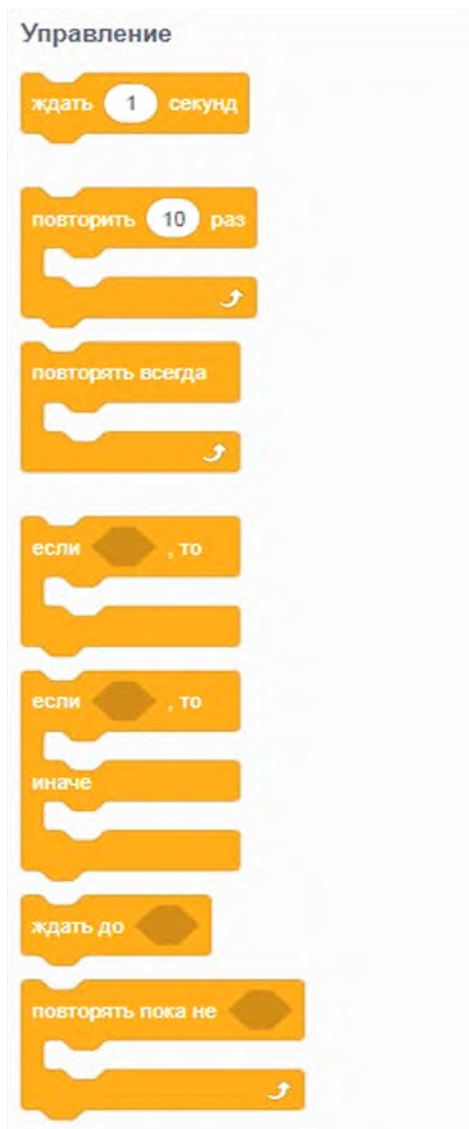 Управление
ждать 1 секунд
повторить 10 раз
повторять всегда
если , то
если , то
иначе
ждать до
повторять пока не